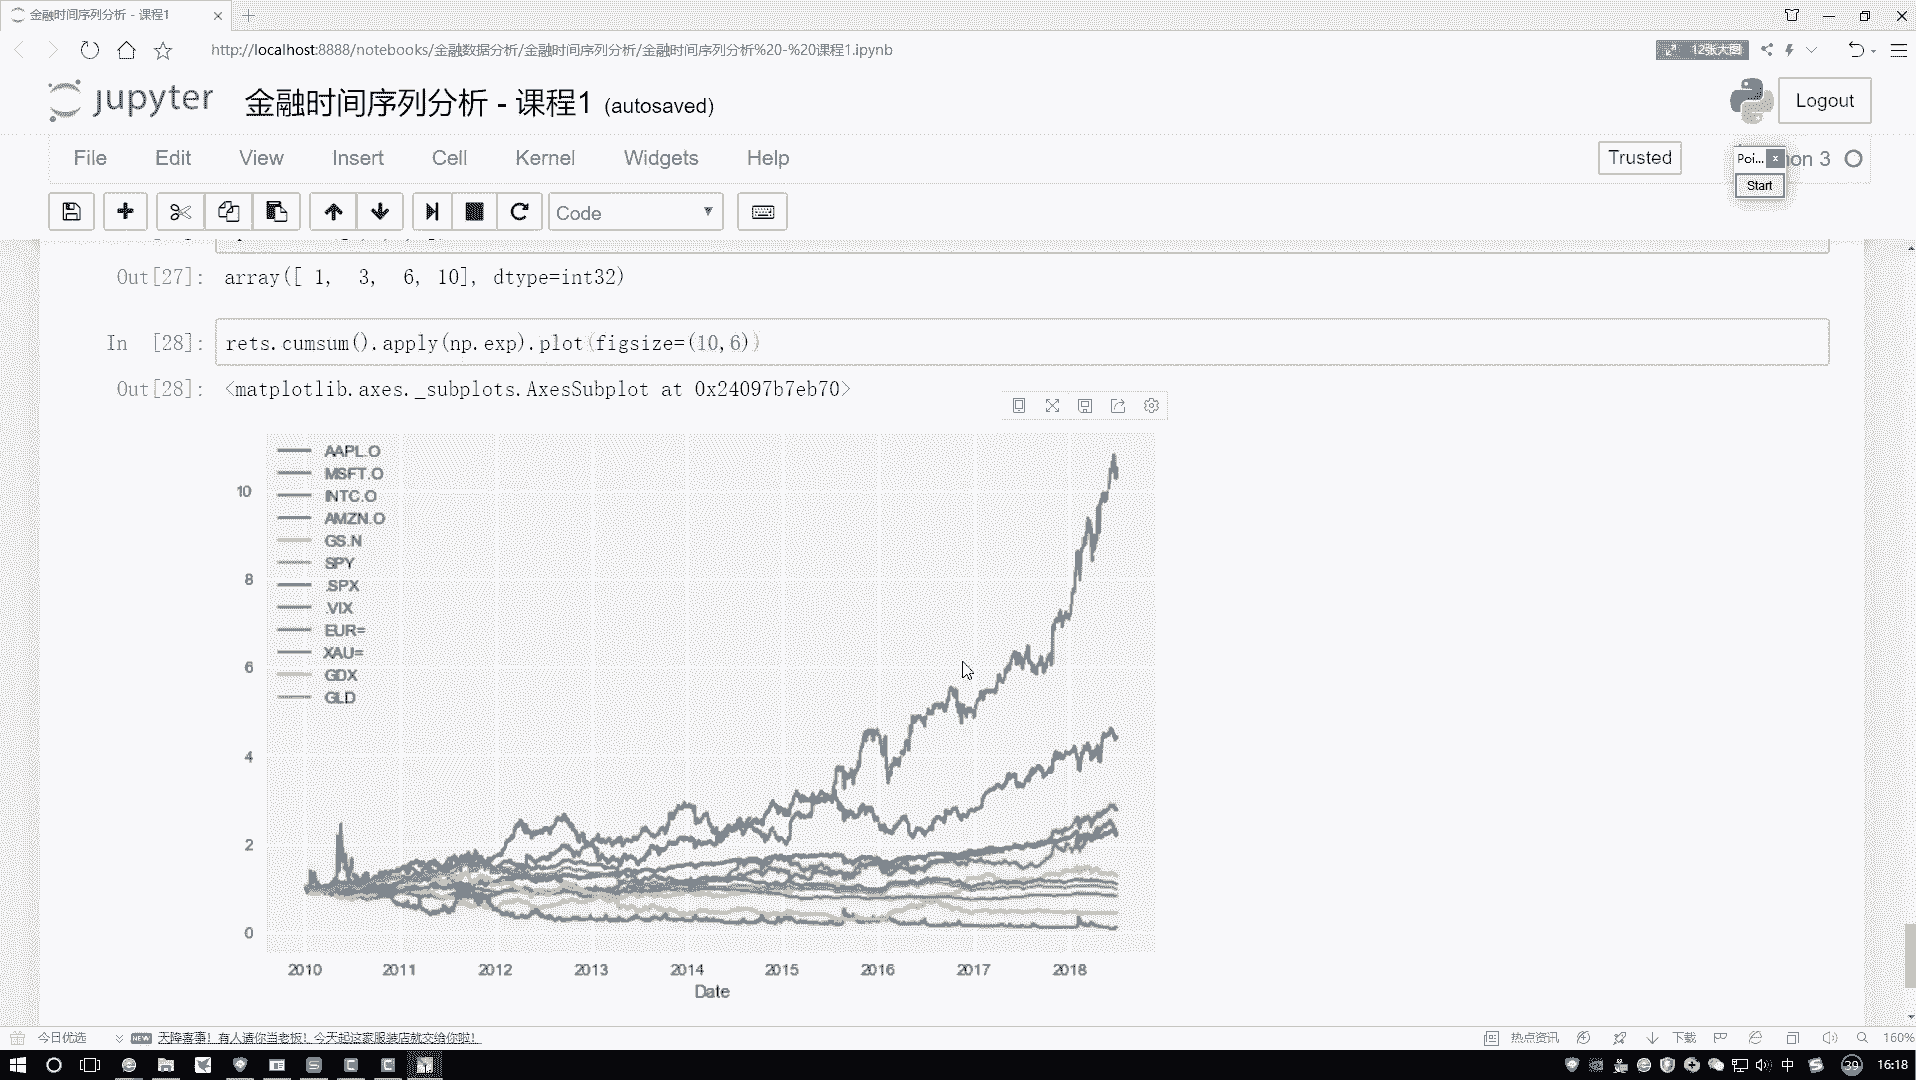 金融时间序列分析 - 课程1
http://localhost:8888/notebooks/金融数据分析/金融时间序列分析/金融时间序列分析%20-%20课程1.ipynb
12张大图
jupyter 金融时间序列分析 - 课程1 (autosaved)
Logout
File Edit View Insert Cell Kernel Widgets Help
Trusted
Poi...
on 3
Start
Code
Out[27]: array([ 1, 3, 6, 10], dtype=int32)
In [28]: rets.cumsum().apply(np.exp).plot(figsize=(10,6))
Out[28]: <matplotlib.axes._subplots.AxesSubplot at 0x24097b7eb70>
AAPL.O
MSFT.O
INTC.O
AMZN.O
GS.N
SPY
.SPX
.VIX
EUR=
XAU=
GDX
GLD
10
8
6
4
2
0
2010 2011 2012 2013 2014 2015 2016 2017 2018
Date
今日优选
NEW
天降喜事!有人请你当老板!今天起这家服装店就交给你啦!
热点资讯
下载
160%
中
39
16:18